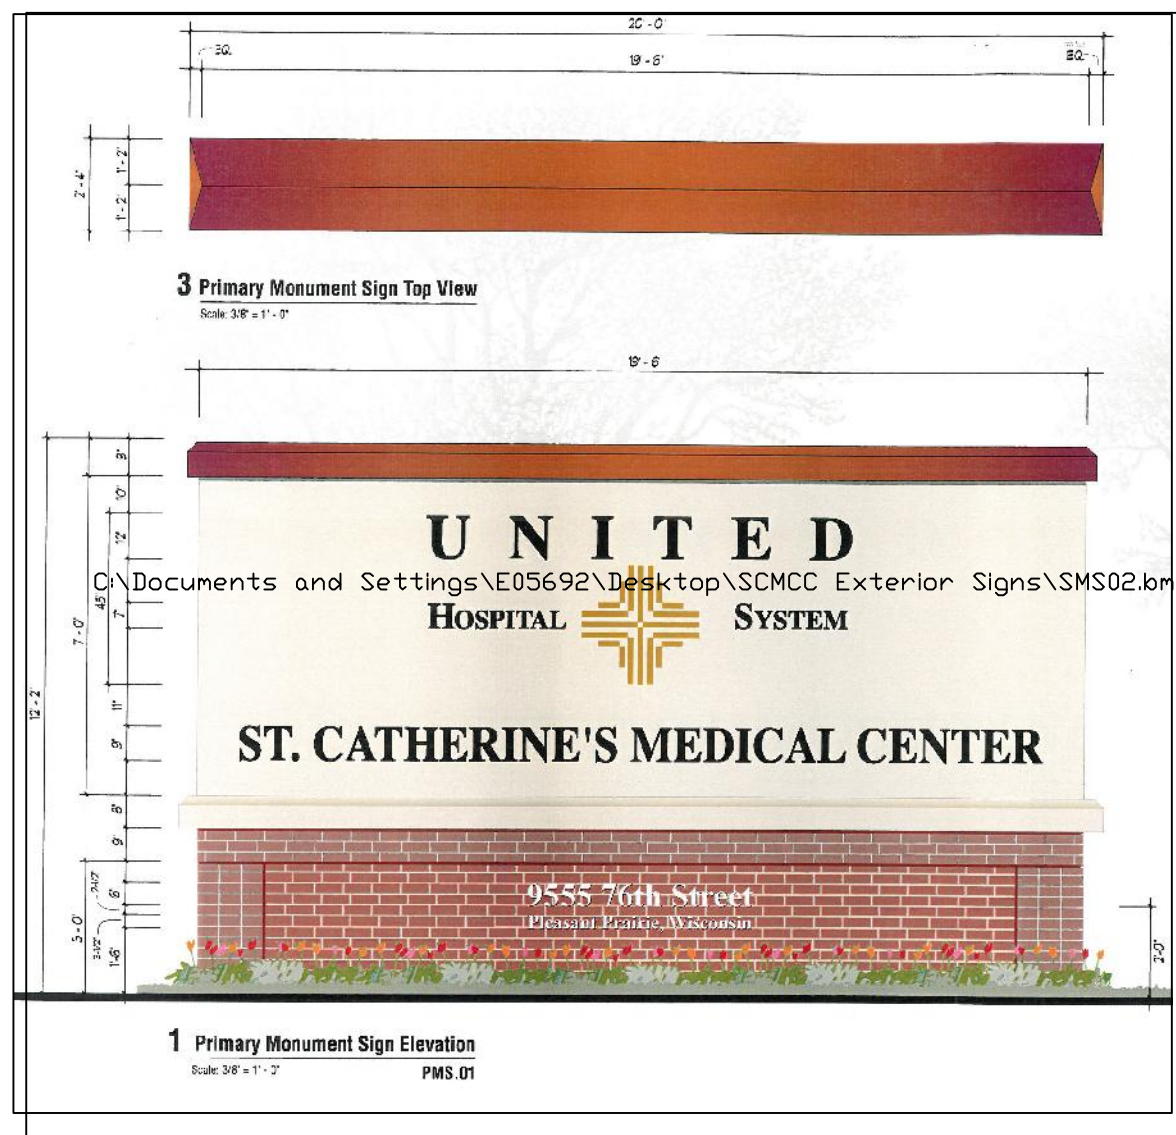 20'-0"
EQ.
EQ.
19'-6"
2'-4"
1'-2"
1'-2"
3 Primary Monument Sign Top View
Scale: 3/8" = 1' - 0"
19'-6
9"
10"
12"
45"
7"
7'-0"
12'-2"
11"
9"
8"
9"
2-1/2"
6"
3'-0"
3-1/2"
1'-6"
2'-0"
UNITED
C:\Documents and Settings\E05692\Desktop\SCMCC Exterior Signs\SMS02.bm
HOSPITAL SYSTEM
ST. CATHERINE'S MEDICAL CENTER
9555 76th Street
Pleasant Prairie, Wisconsin
1 Primary Monument Sign Elevation
Scale: 3/8" = 1' - 0"
PMS.01